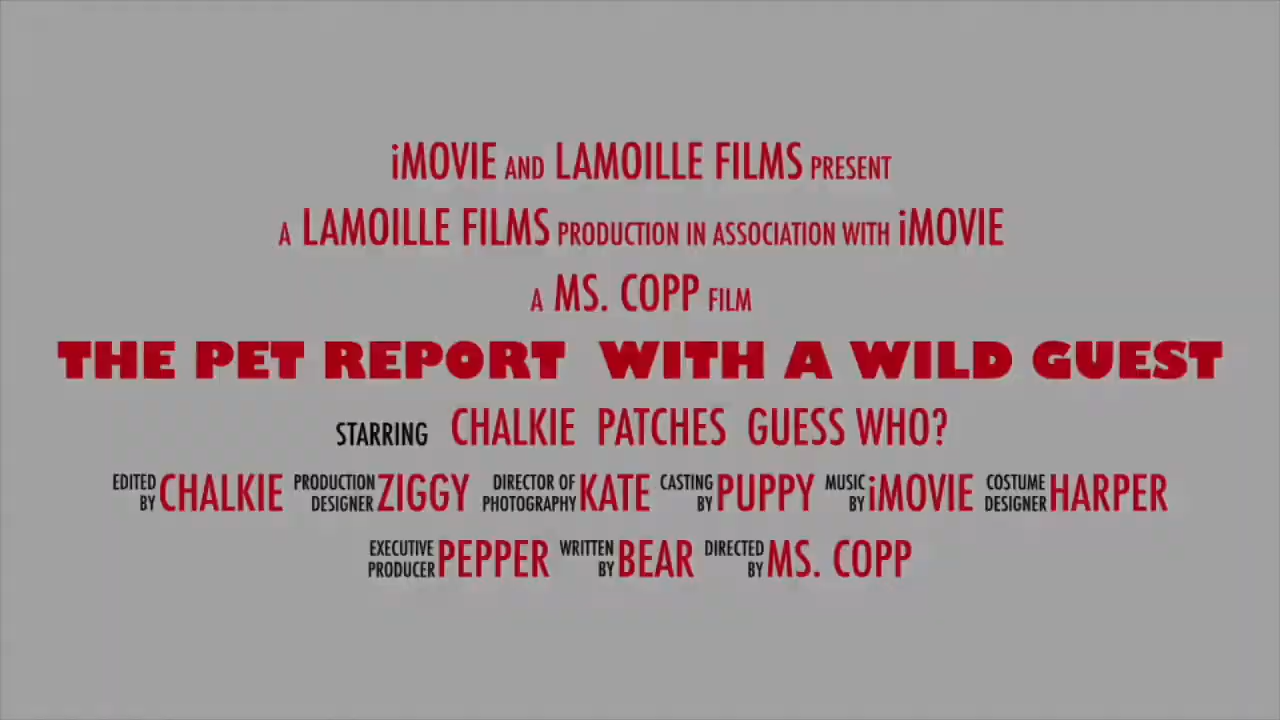 iMOVIE AND LAMOILLE FILMS PRESENT
A LAMOILLE FILMS PRODUCTION IN ASSOCIATION WITH iMOVIE
A MS. COPP FILM
THE PET REPORT WITH A WILD GUEST
STARRING CHALKIE PATCHES GUESS WHO?
EDITED BY CHALKIE PRODUCTION DESIGNER ZIGGY DIRECTOR OF PHOTOGRAPHY KATE CASTING BY PUPPY MUSIC BY iMOVIE COSTUME DESIGNER HARPER
EXECUTIVE PRODUCER PEPPER WRITTEN BY BEAR DIRECTED BY MS. COPP